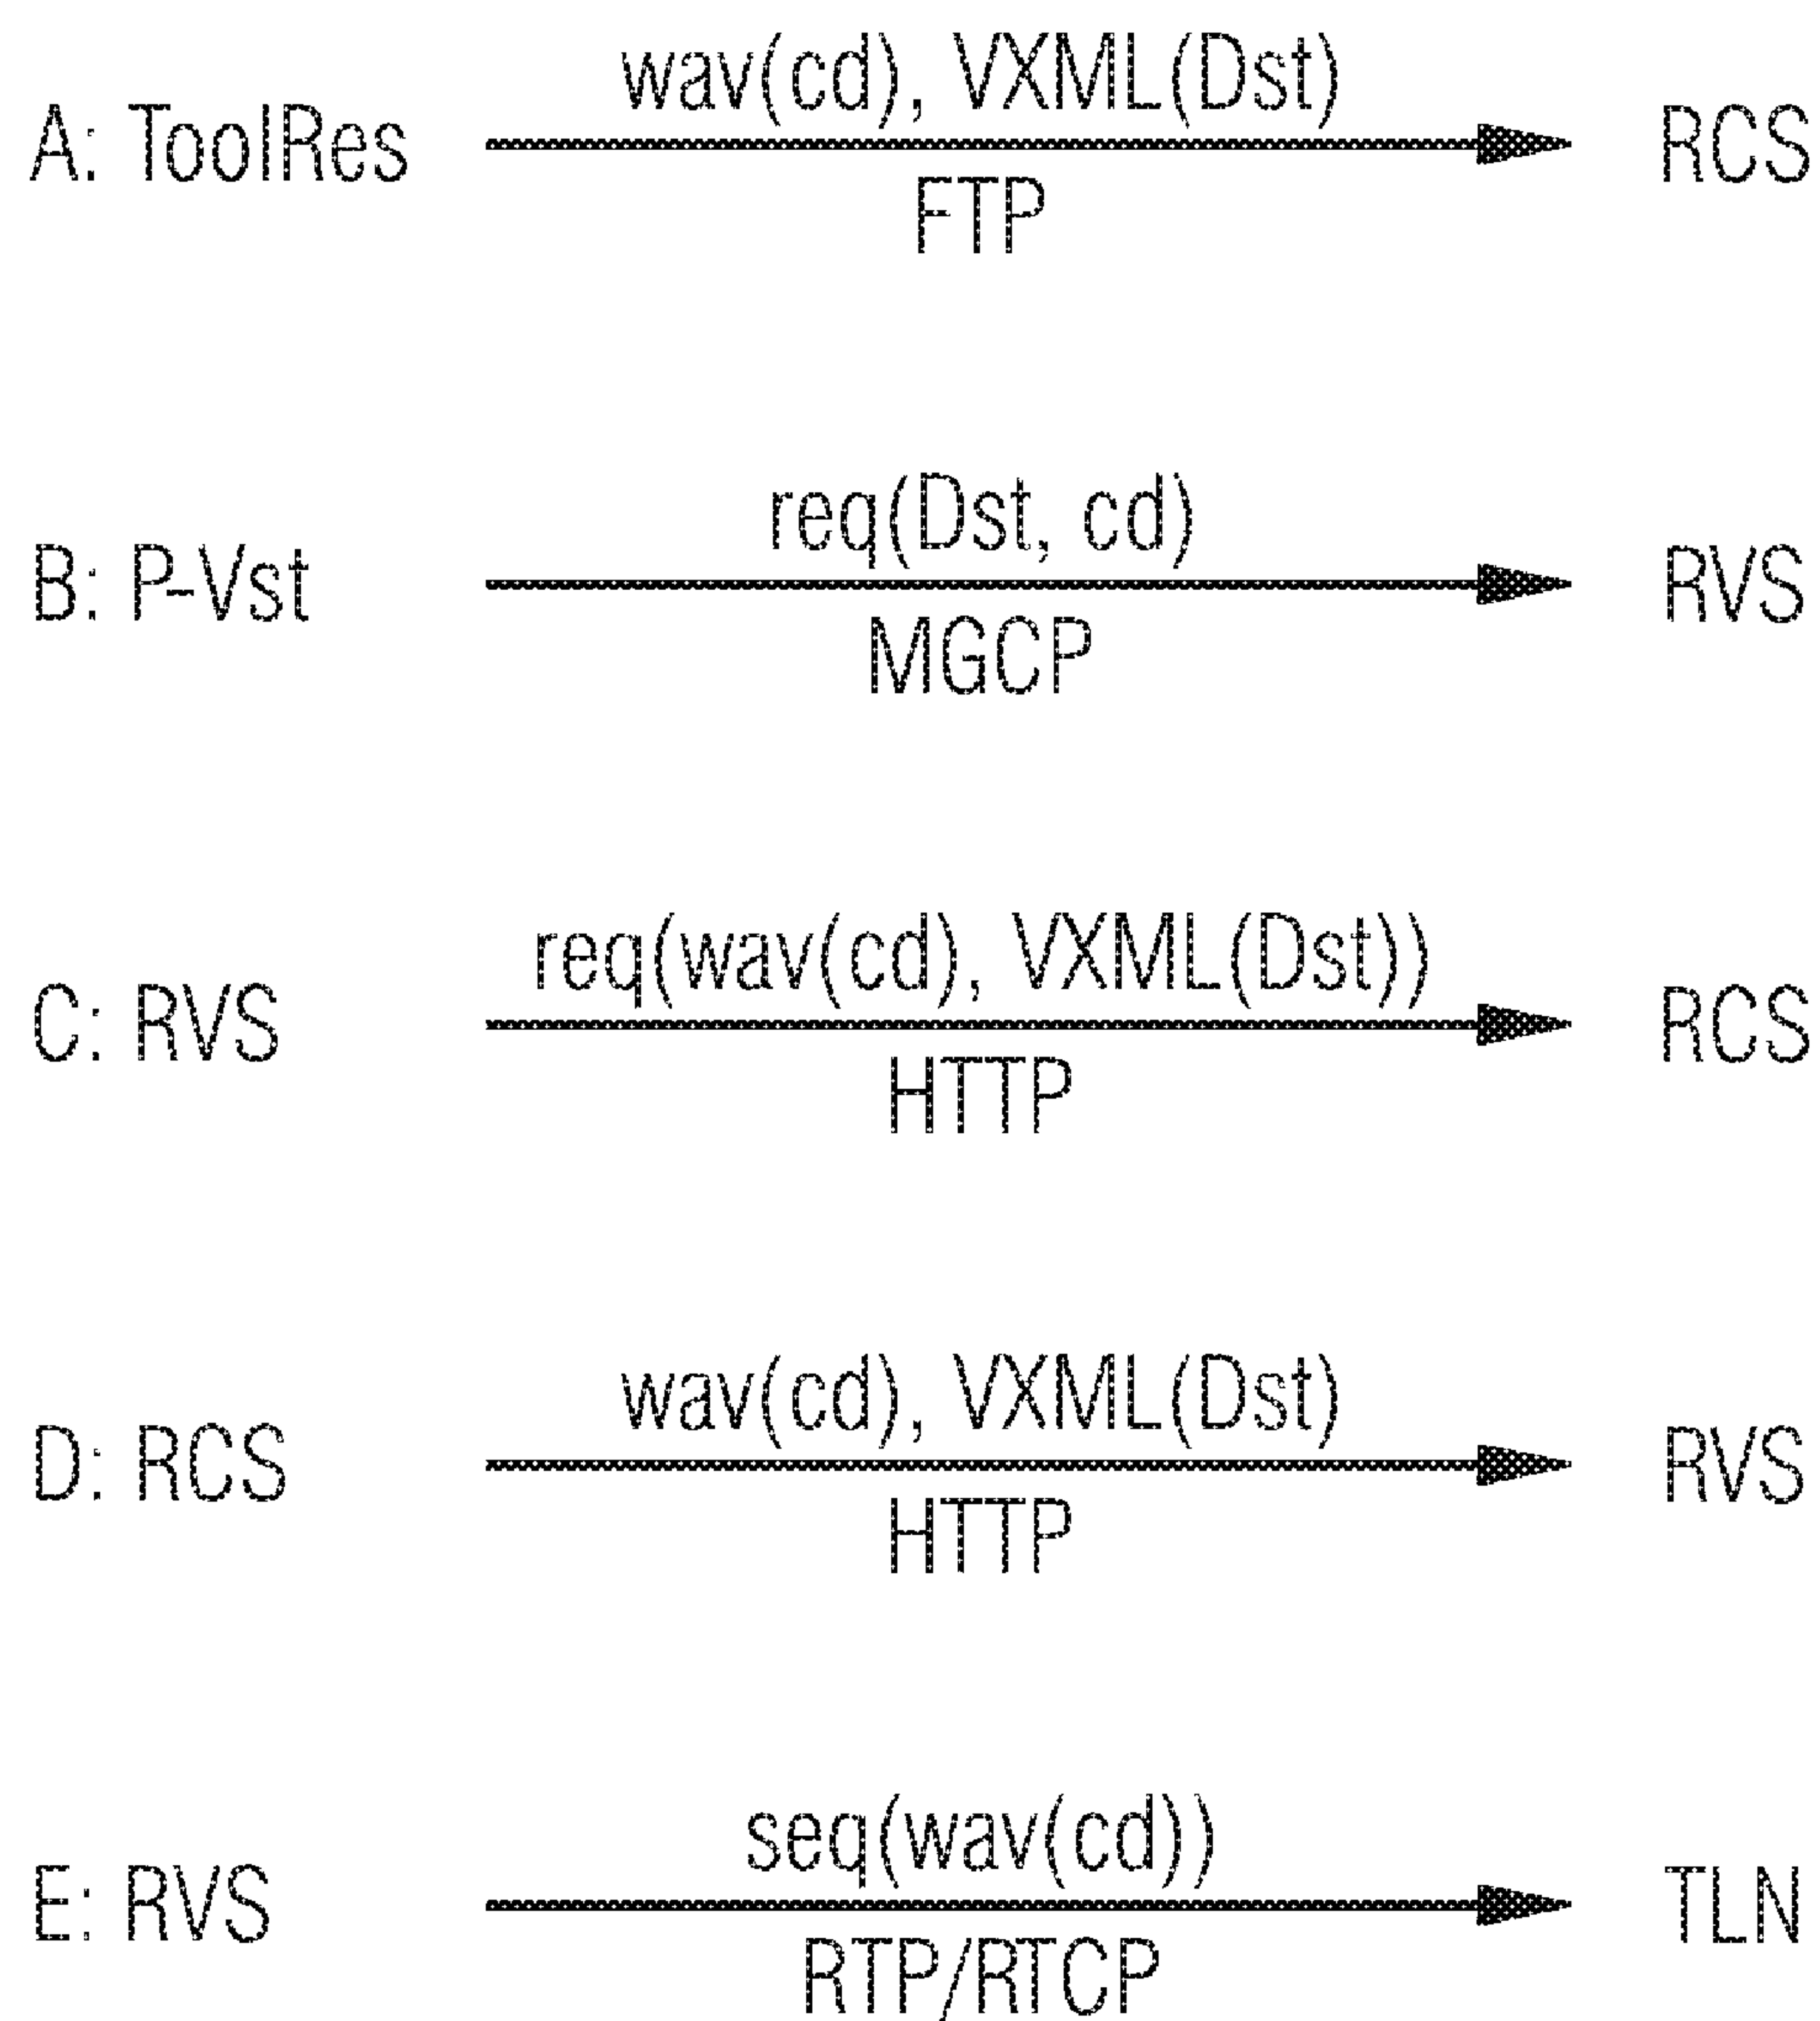 wav(cd), VXML(Dst)
A: ToolRes RCS
FTP
req(Dst, cd)
B: P-Vst RVS
MGCP
req(wav(cd), VXML(Dst))
C: RVS RCS
HTTP
wav(cd), VXML(Dst)
D: RCS RVS
HTTP
seq(wav(cd))
E: RVS TLN
RTP/RTCP